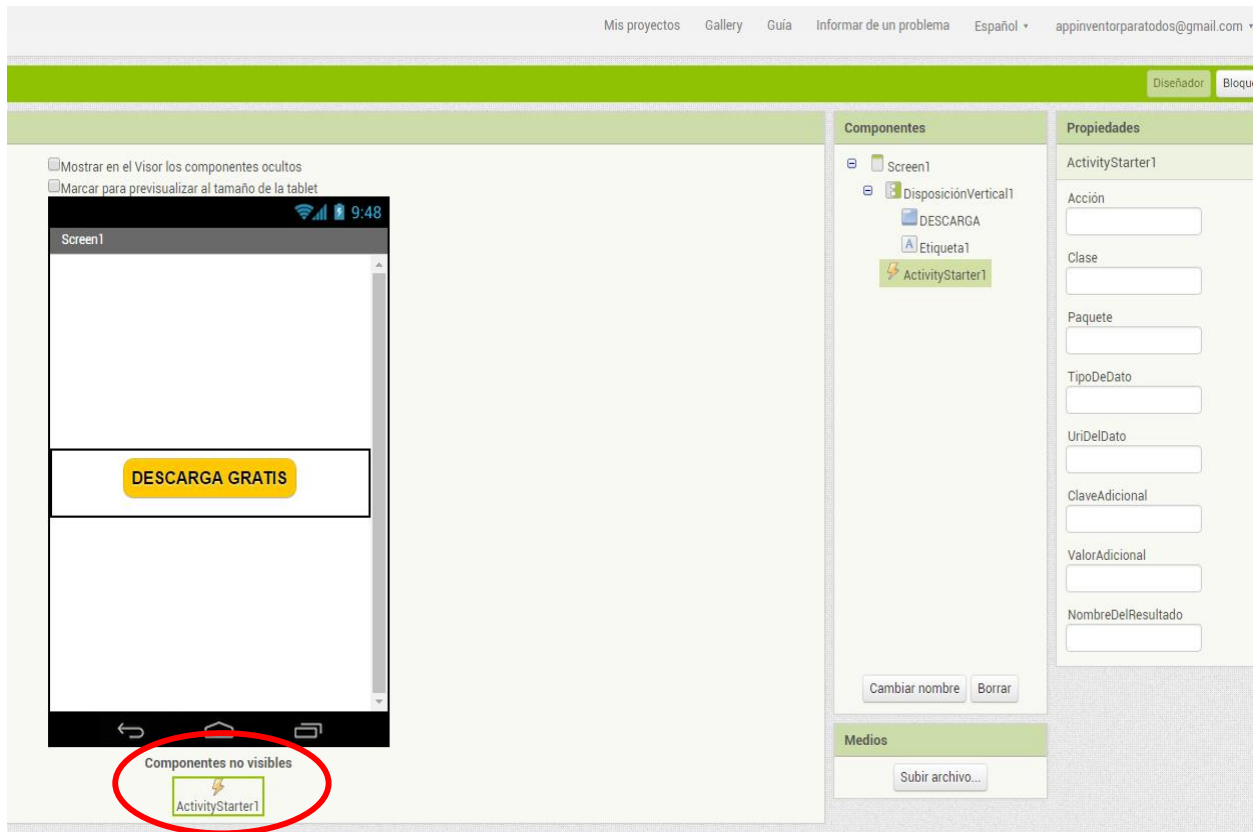 Mis proyectos Gallery Guía Informar de un problema Español appinventorparatodos@gmail.com
Diseñador Bloqu
Mostrar en el Visor los componentes ocultos
Marcar para previsualizar al tamaño de la tablet
9:48
Screen1
DESCARGA GRATIS
Componentes no visibles
ActivityStarter1
Componentes
Screen1
DisposiciónVertical1
DESCARGA
A Etiqueta1
ActivityStarter1
Cambiar nombre Borrar
Medios
Subir archivo...
Propiedades
ActivityStarter1
Acción
Clase
Paquete
TipoDeDato
UriDelDato
ClaveAdicional
ValorAdicional
NombreDelResultado